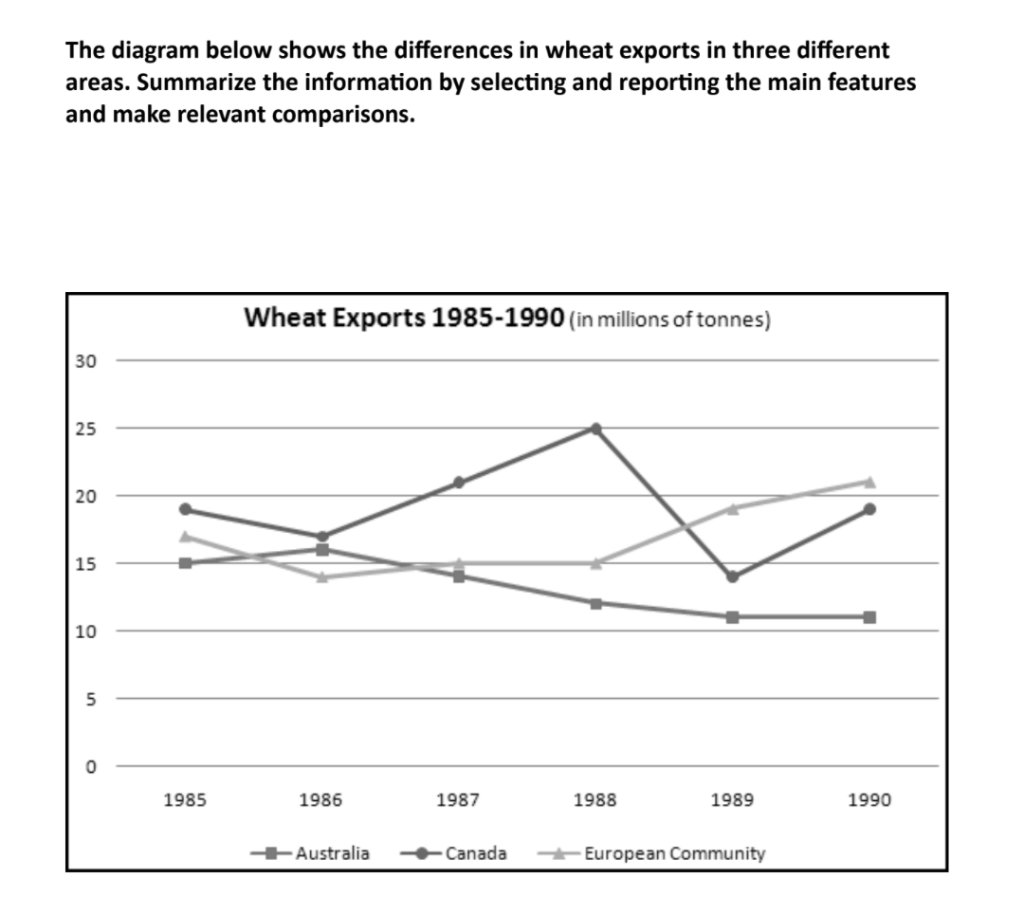 The diagram below shows the differences in wheat exports in three different
areas. Summarize the information by selecting and reporting the main features
and make relevant comparisons.
Wheat Exports 1985-1990 (in millions of tonnes)
30
25
20
15
10
5
0
1985 1986 1987 1988 1989 1990
Australia Canada European Community